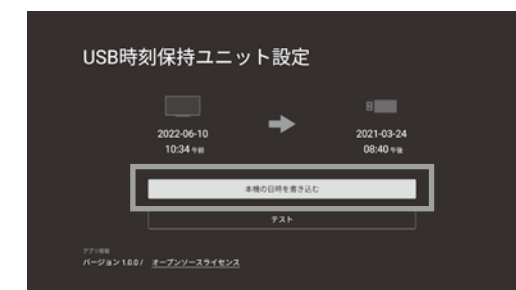 USB時刻保持ユニット設定
2022-06-10
10:34 午前
2021-03-24
08:40 午後
本機の日時を書き込む
テスト
アプリ情報
バージョン 1.0.0 / オープンソースライセンス